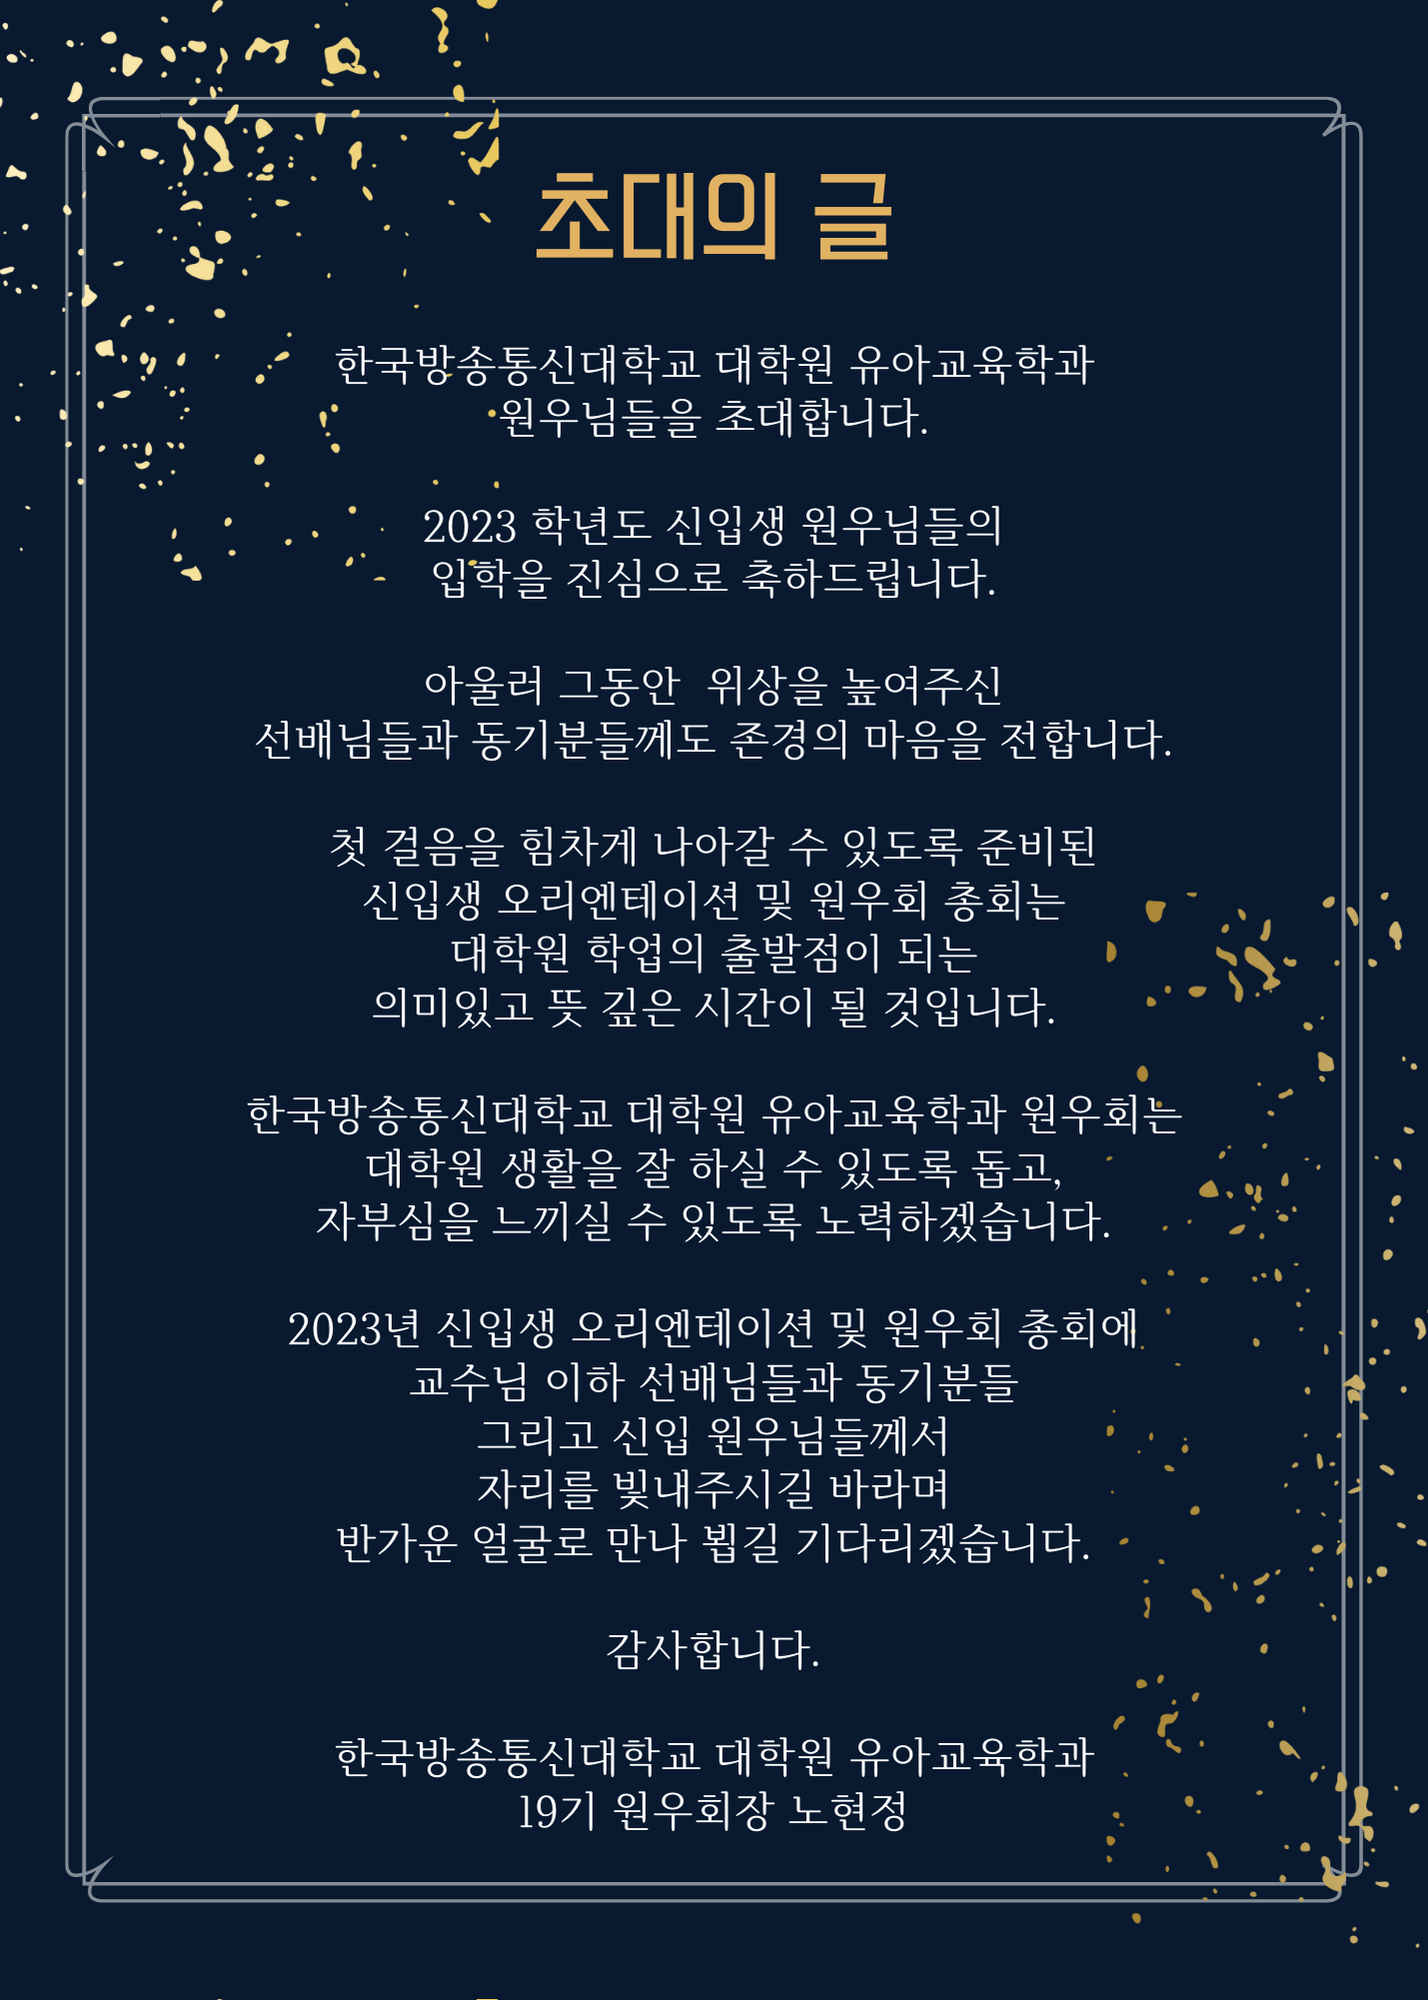 초대의 글
한국방송통신대학교 대학원 유아교육학과
원우님들을 초대합니다.
2023 학년도 신입생 원우님들의
입학을 진심으로 축하드립니다.
아울러 그동안 위상을 높여주신
선배님들과 동기분들께도 존경의 마음을 전합니다.
첫 걸음을 힘차게 나아갈 수 있도록 준비된
신입생 오리엔테이션 및 원우회 총회는
대학원 학업의 출발점이 되는
의미있고 뜻 깊은 시간이 될 것입니다.
한국방송통신대학교 대학원 유아교육학과 원우회는
대학원 생활을 잘 하실 수 있도록 돕고,
자부심을 느끼실 수 있도록 노력하겠습니다.
2023년 신입생 오리엔테이션 및 원우회 총회에
교수님 이하 선배님들과 동기분들
그리고 신입 원우님들께서
자리를 빛내주시길 바라며
반가운 얼굴로 만나 뵙길 기다리겠습니다.
감사합니다.
한국방송통신대학교 대학원 유아교육학과
19기 원우회장 노현정